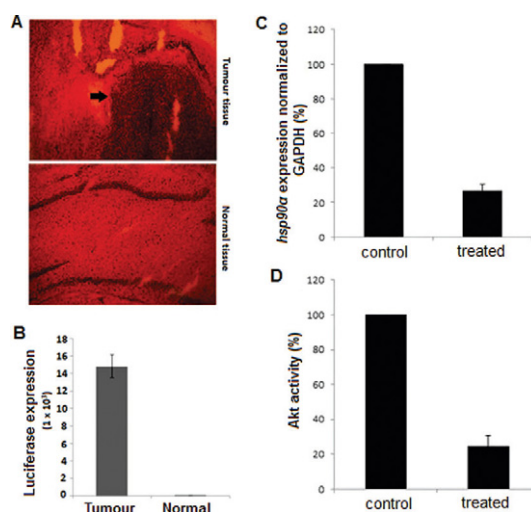 A
Tumour tissue
Normal tissue
B
Luciferase expression
(1 x 10³)
18
16
14
12
10
8
6
4
2
0
Tumour
Normal
C
hsp90α expression normalized to
GAPDH (%)
120
100
80
60
40
20
0
control
treated
D
Akt activity (%)
120
100
80
60
40
20
0
control
treated